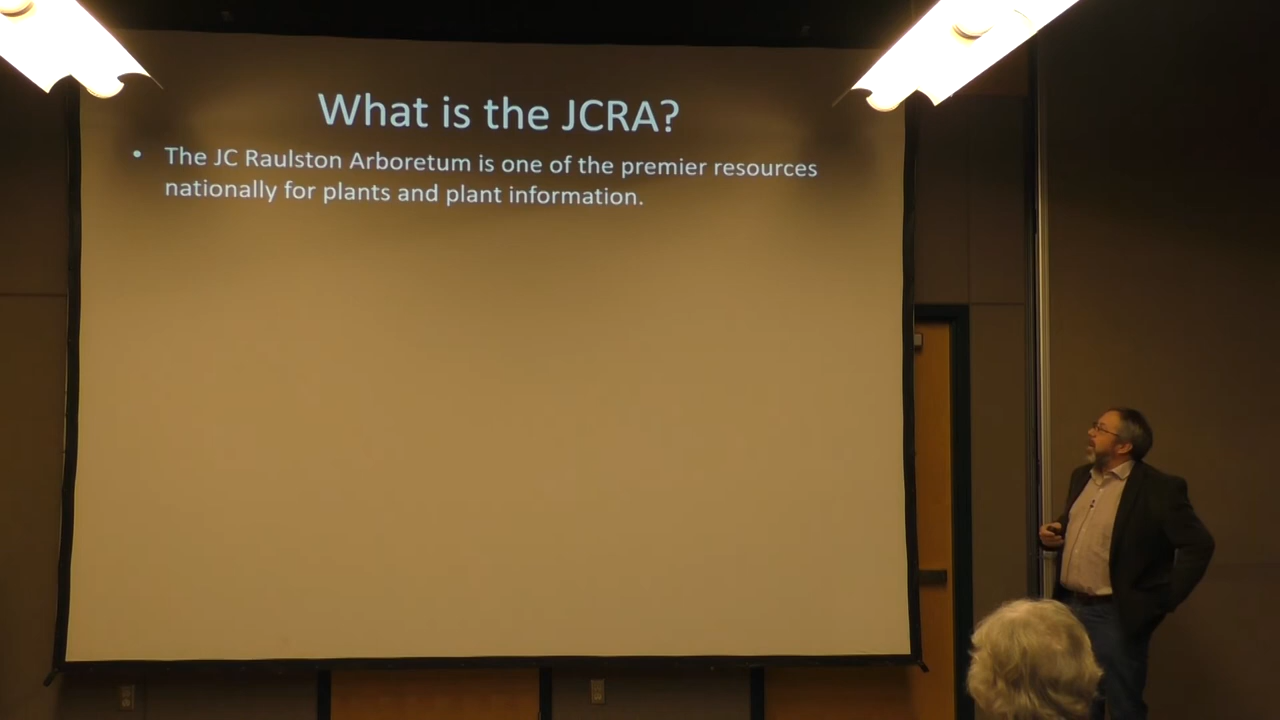 What is the JCRA?
• The JC Raulston Arboretum is one of the premier resources
nationally for plants and plant information.